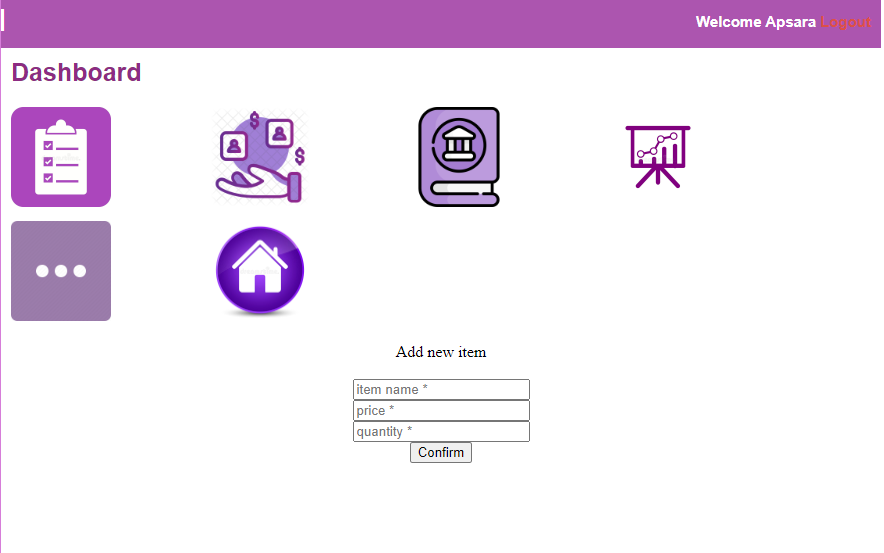 Welcome Apsara Logout
Dashboard
$
$
Add new item
item name *
price *
quantity *
Confirm